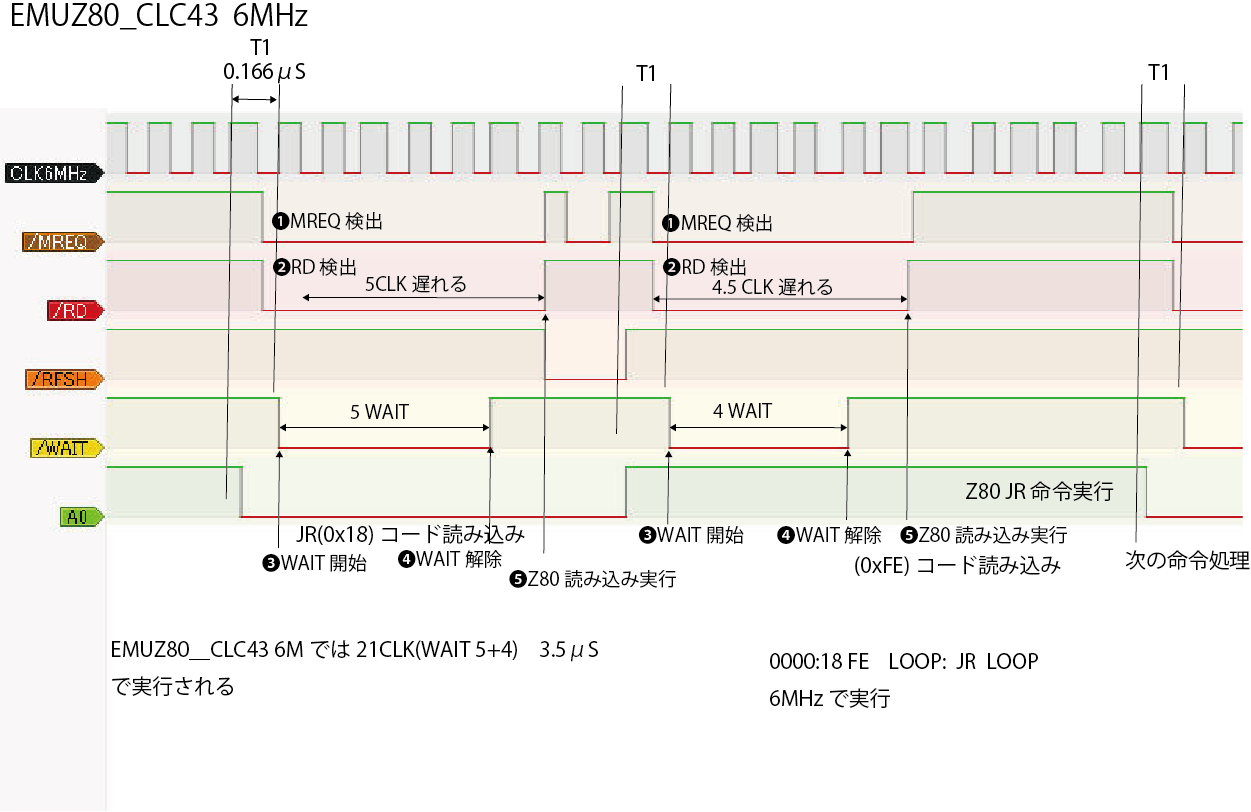 EMUZ80_CLC43 6MHz
T1
0.166μS
T1
T1
CLK6MHz
❶MREQ 検出
❶MREQ 検出
/MREQ
❷RD 検出
❷RD 検出
5CLK 遅れる
4.5 CLK 遅れる
/RD
/RFSH
5 WAIT
4 WAIT
/WAIT
Z80 JR 命令実行
A0
JR(0x18) コード読み込み
❸WAIT 開始
❹WAIT 解除
❺Z80 読み込み実行
❸WAIT 開始
❹WAIT 解除
❺Z80 読み込み実行
(0xFE) コード読み込み
次の命令処理
EMUZ80__CLC43 6M では 21CLK(WAIT 5+4) 3.5μS
で実行される
0000:18 FE LOOP: JR LOOP
6MHz で実行